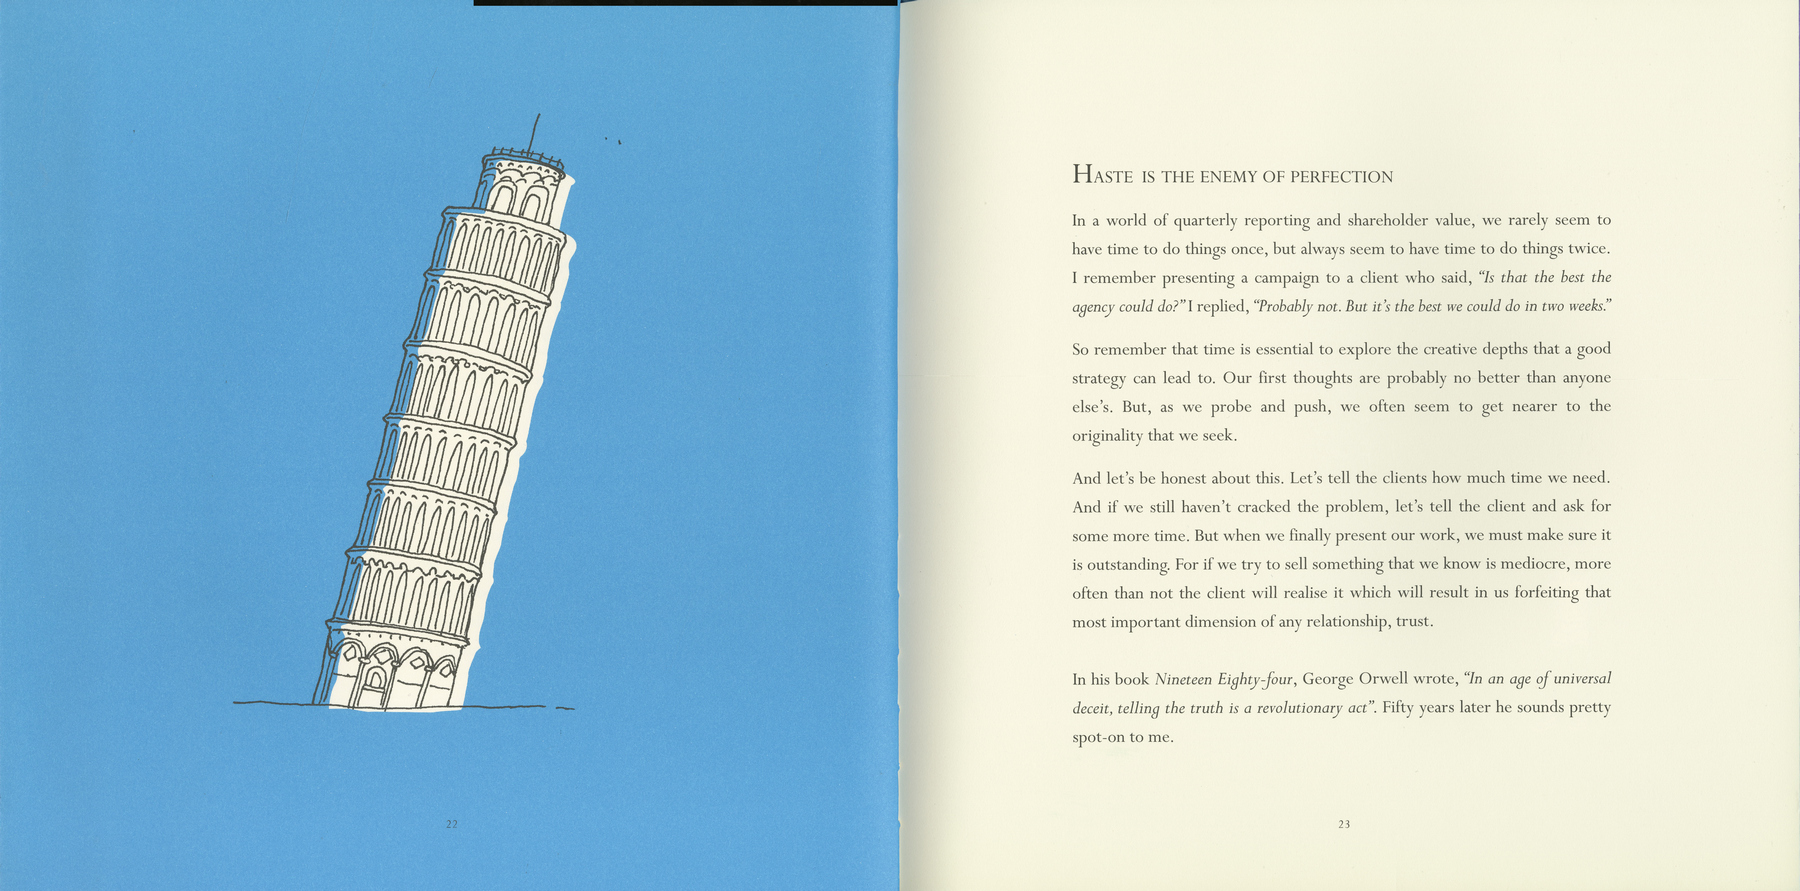 22
HASTE IS THE ENEMY OF PERFECTION
In a world of quarterly reporting and shareholder value, we rarely seem to
have time to do things once, but always seem to have time to do things twice.
I remember presenting a campaign to a client who said, “Is that the best the
agency could do?” I replied, “Probably not. But it’s the best we could do in two weeks.”
So remember that time is essential to explore the creative depths that a good
strategy can lead to. Our first thoughts are probably no better than anyone
else’s. But, as we probe and push, we often seem to get nearer to the
originality that we seek.
And let’s be honest about this. Let’s tell the clients how much time we need.
And if we still haven’t cracked the problem, let’s tell the client and ask for
some more time. But when we finally present our work, we must make sure it
is outstanding. For if we try to sell something that we know is mediocre, more
often than not the client will realise it which will result in us forfeiting that
most important dimension of any relationship, trust.
In his book Nineteen Eighty-four, George Orwell wrote, “In an age of universal
deceit, telling the truth is a revolutionary act”. Fifty years later he sounds pretty
spot-on to me.
23